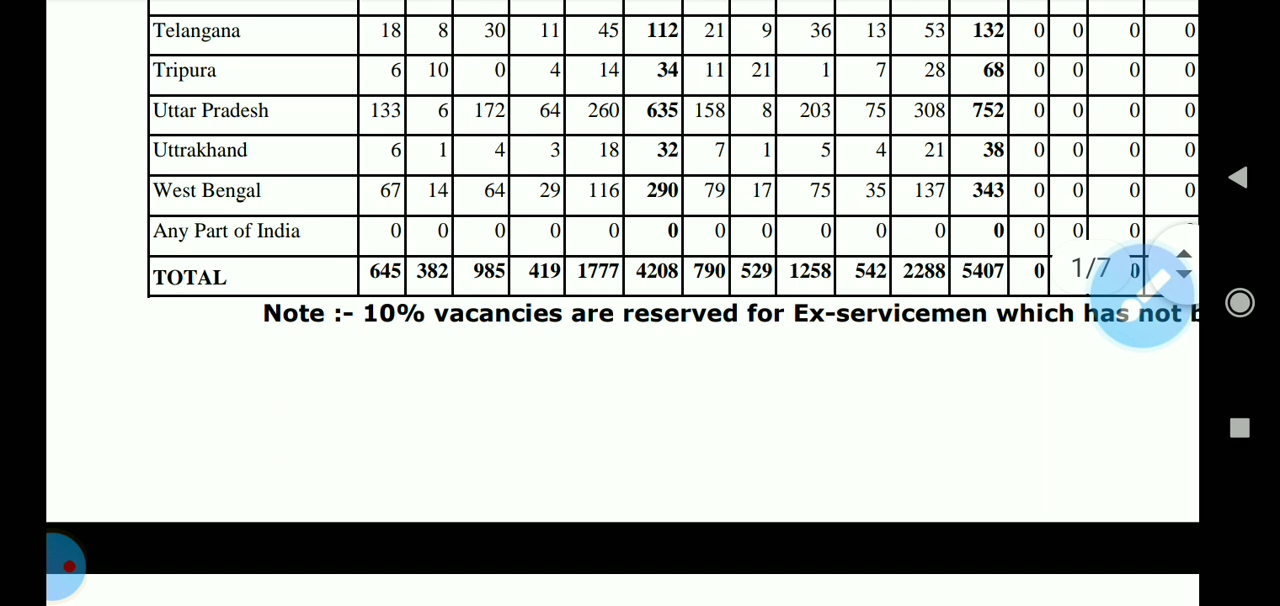 Telangana 18 8 30 11 45 112 21 9 36 13 53 132 0 0 0 0
Tripura 6 10 0 4 14 34 11 21 1 7 28 68 0 0 0 0
Uttar Pradesh 133 6 172 64 260 635 158 8 203 75 308 752 0 0 0 0
Uttrakhand 6 1 4 3 18 32 7 1 5 4 21 38 0 0 0 0
West Bengal 67 14 64 29 116 290 79 17 75 35 137 343 0 0 0 0
Any Part of India 0 0 0 0 0 0 0 0 0 0 0 0 0 0 0
TOTAL 645 382 985 419 1777 4208 790 529 1258 542 2288 5407 0 1/7 0
Note :- 10% vacancies are reserved for Ex-servicemen which has not